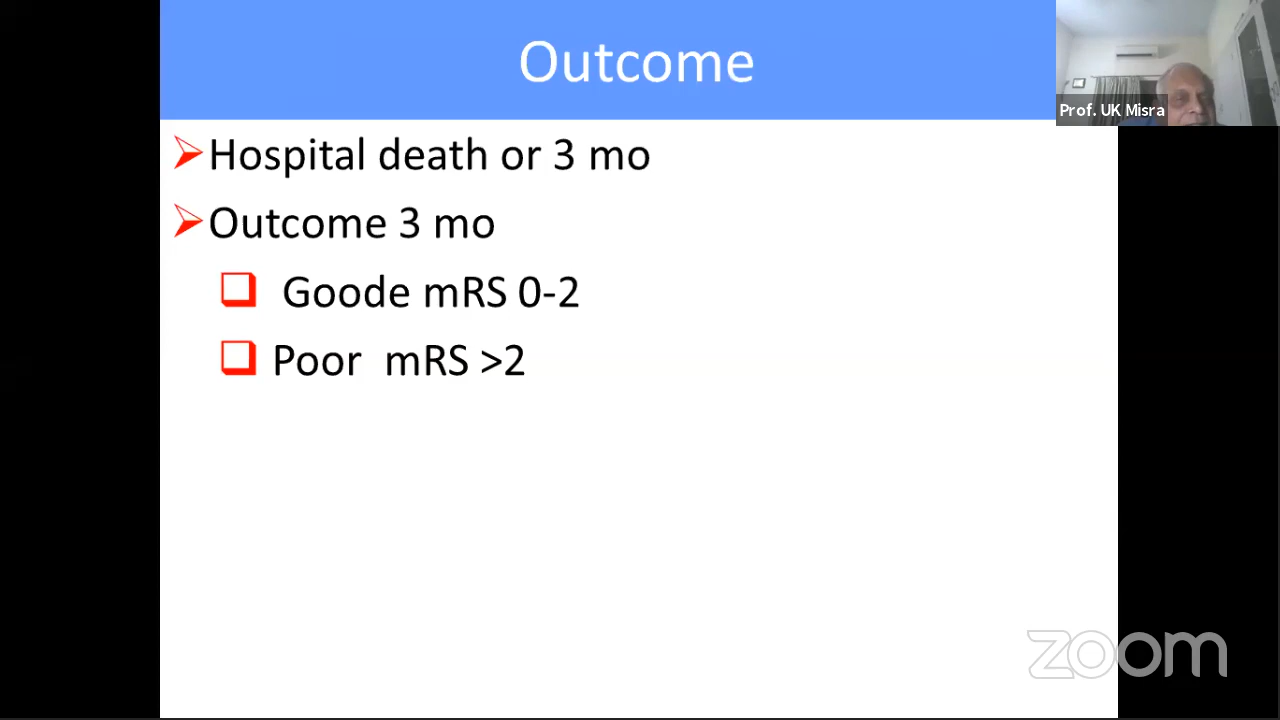 Outcome
Prof. UK Misra
Hospital death or 3 mo
Outcome 3 mo
Goode mRS 0-2
Poor mRS >2
zoom